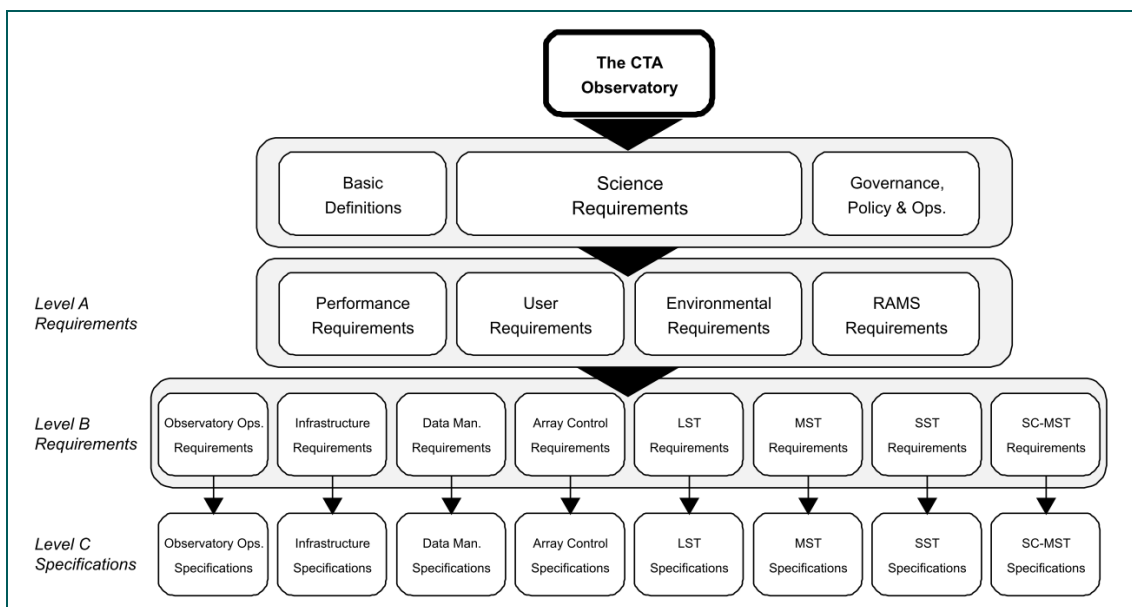 The CTA
Observatory
Basic
Definitions
Science
Requirements
Governance,
Policy & Ops.
Level A
Requirements
Performance
Requirements
User
Requirements
Environmental
Requirements
RAMS
Requirements
Level B
Requirements
Observatory Ops.
Requirements
Infrastructure
Requirements
Data Man.
Requirements
Array Control
Requirements
LST
Requirements
MST
Requirements
SST
Requirements
SC-MST
Requirements
Level C
Specifications
Observatory Ops.
Specifications
Infrastructure
Specifications
Data Man.
Specifications
Array Control
Specifications
LST
Specifications
MST
Specifications
SST
Specifications
SC-MST
Specifications